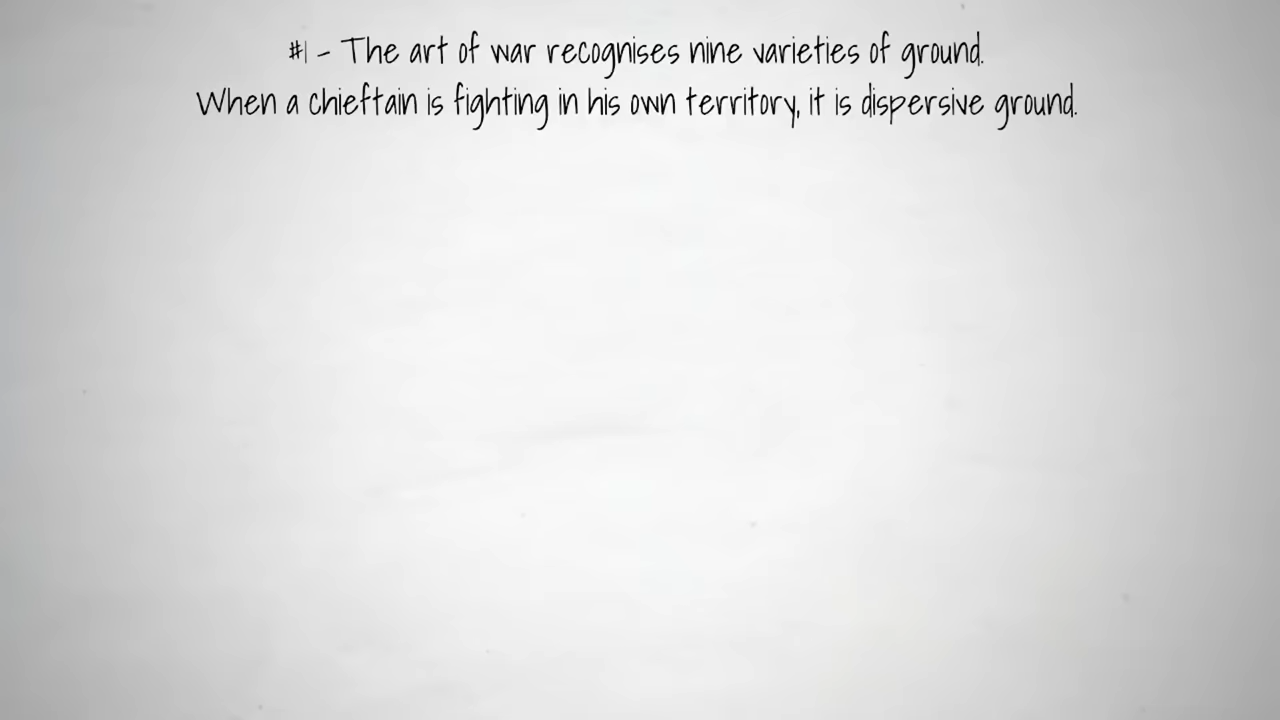 #1 - The art of war recognises nine varieties of ground.
When a chieftain is fighting in his own territory, it is dispersive ground.